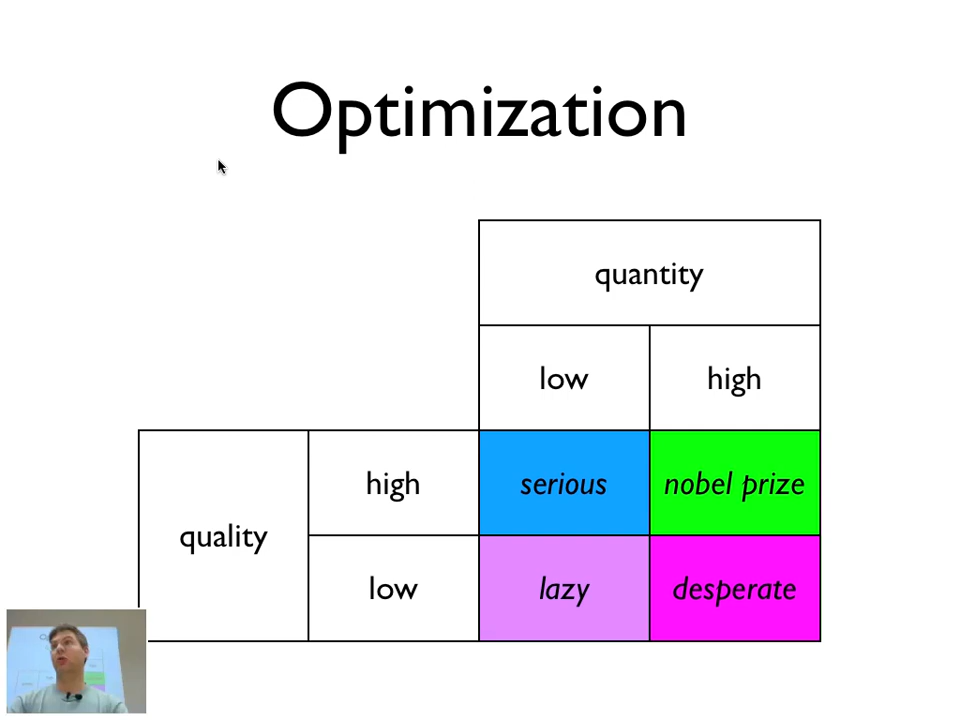 Optimization
quantity
low high
quality high serious nobel prize
low lazy desperate